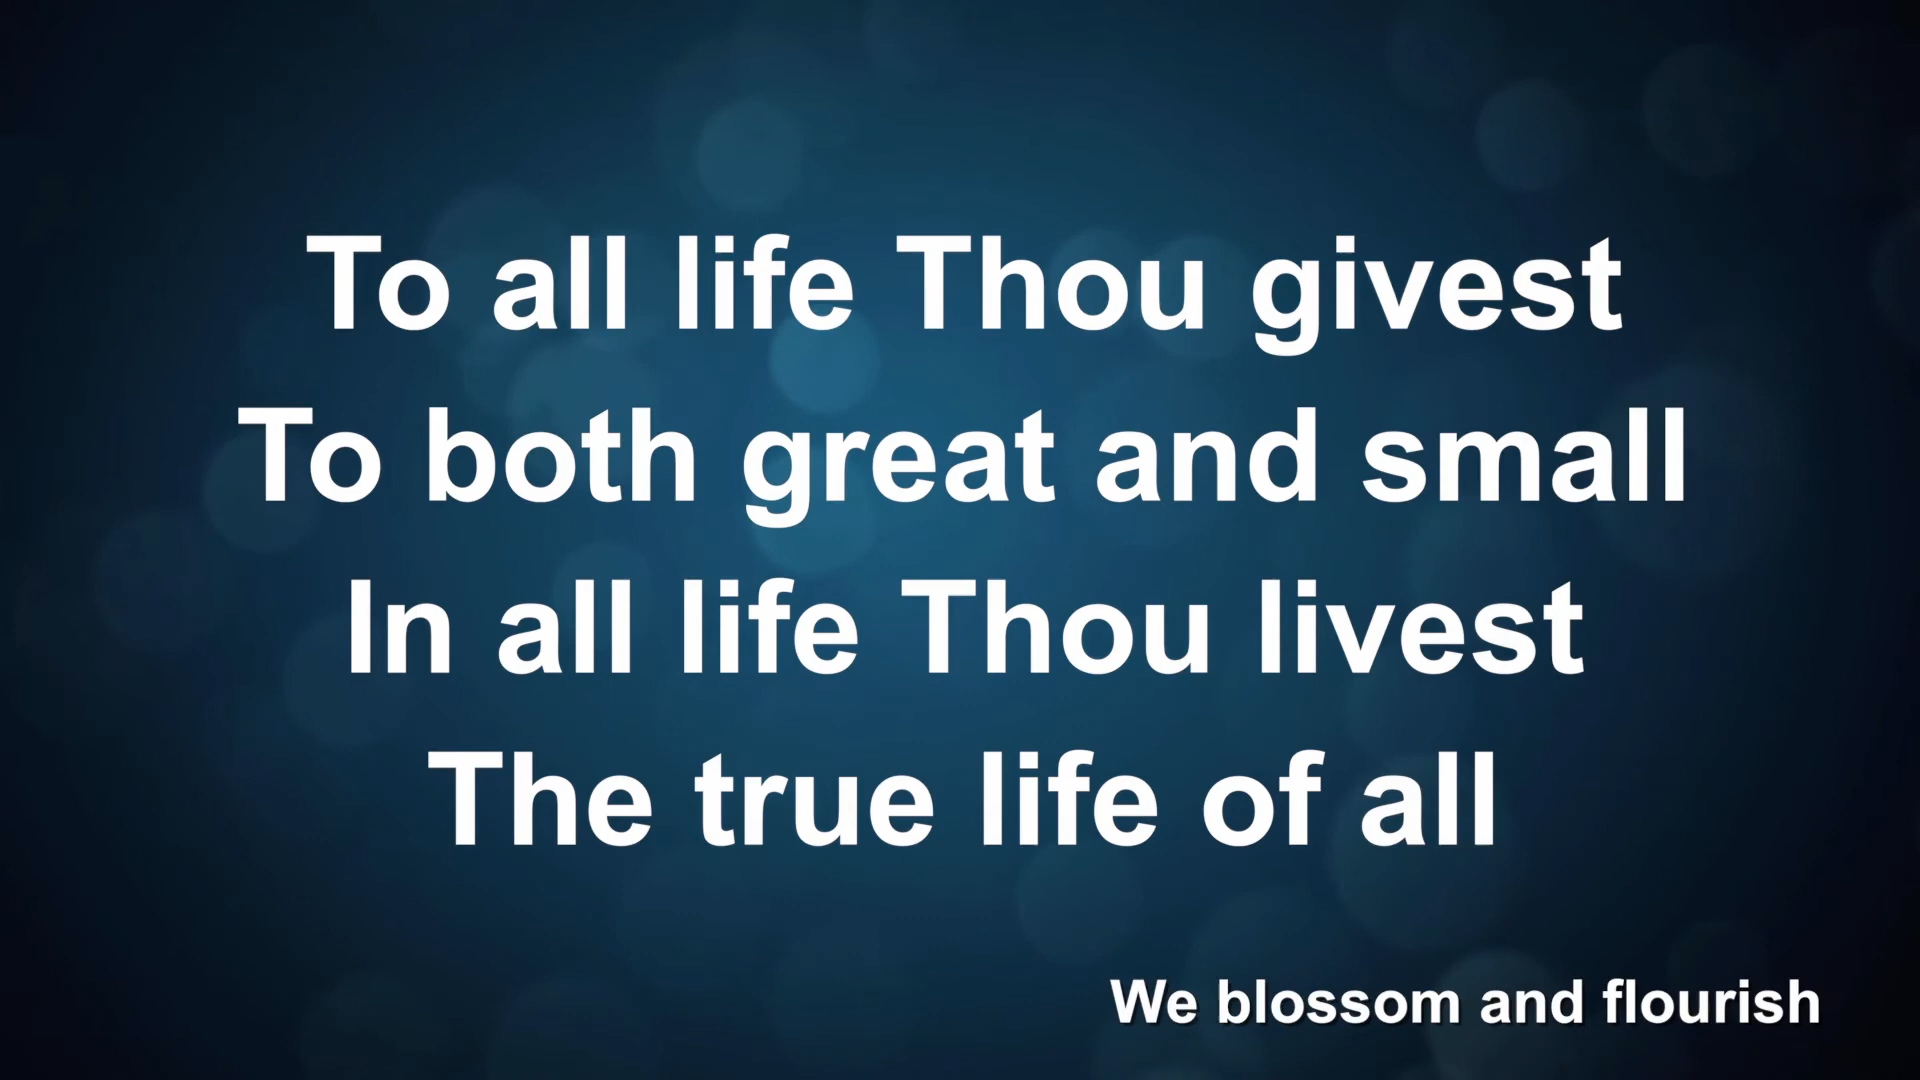 To all life Thou givest
To both great and small
In all life Thou livest
The true life of all
We blossom and flourish